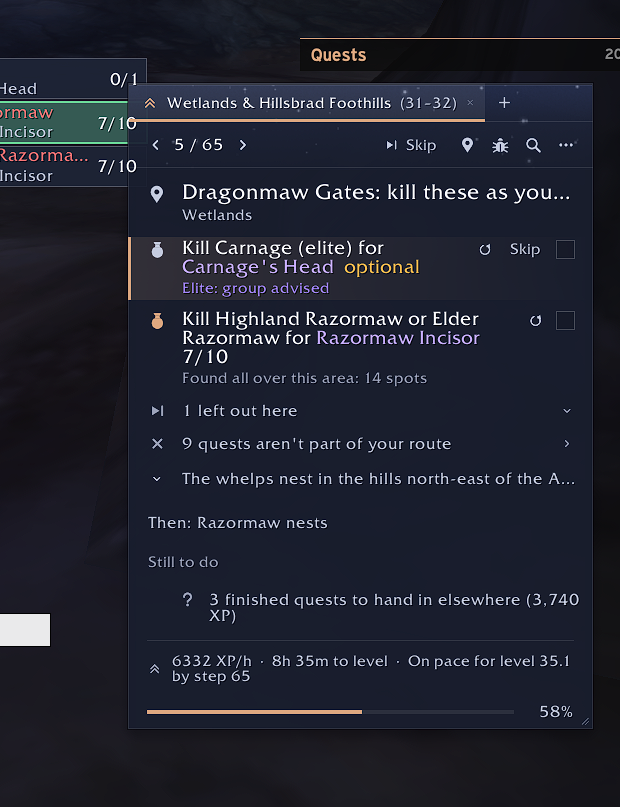 Quests
20
Head
0/1
ormaw
Incisor
7/10
Razorma...
Incisor
7/10
Wetlands & Hillsbrad Foothills (31-32) × +
5 / 65
Skip
Dragonmaw Gates: kill these as you...
Wetlands
Kill Carnage (elite) for
Carnage's Head optional
Skip
Elite: group advised
Kill Highland Razormaw or Elder
Razormaw for Razormaw Incisor
7/10
Found all over this area: 14 spots
1 left out here
9 quests aren't part of your route
The whelps nest in the hills north-east of the A...
Then: Razormaw nests
Still to do
? 3 finished quests to hand in elsewhere (3,740
XP)
6332 XP/h · 8h 35m to level · On pace for level 35.1
by step 65
58%